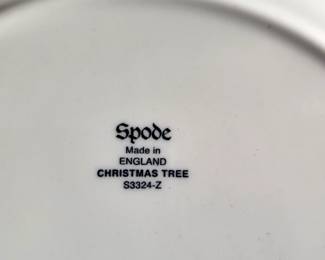 Spode
Made in
ENGLAND
CHRISTMAS TREE
S3324-Z